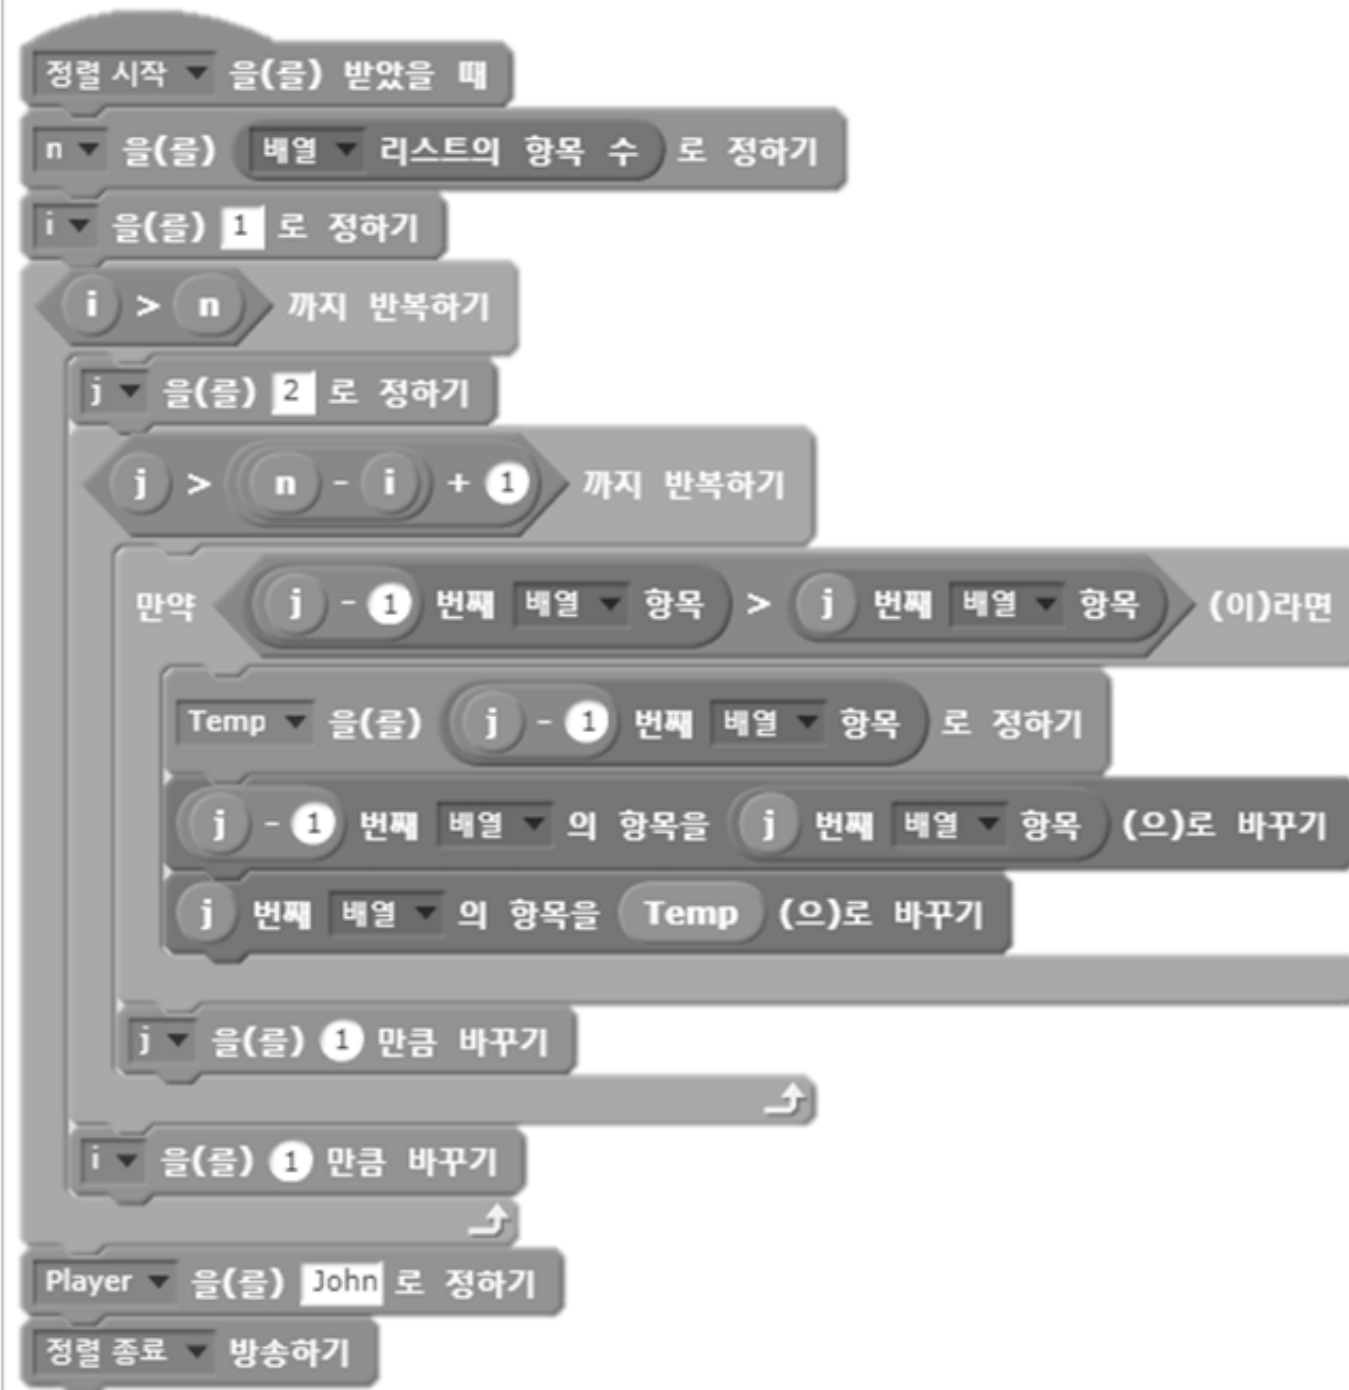 정렬 시작 을(를) 받았을 때
n 을(를) 배열 리스트의 항목 수 로 정하기
i 을(를) 1 로 정하기
i > n 까지 반복하기
j 을(를) 2 로 정하기
j > n - i + 1 까지 반복하기
만약 j - 1 번째 배열 항목 > j 번째 배열 항목 (이)라면
Temp 을(를) j - 1 번째 배열 항목 로 정하기
j - 1 번째 배열 의 항목을 j 번째 배열 항목 (으)로 바꾸기
j 번째 배열 의 항목을 Temp (으)로 바꾸기
j 을(를) 1 만큼 바꾸기
i 을(를) 1 만큼 바꾸기
Player 을(를) John 로 정하기
정렬 종료 방송하기